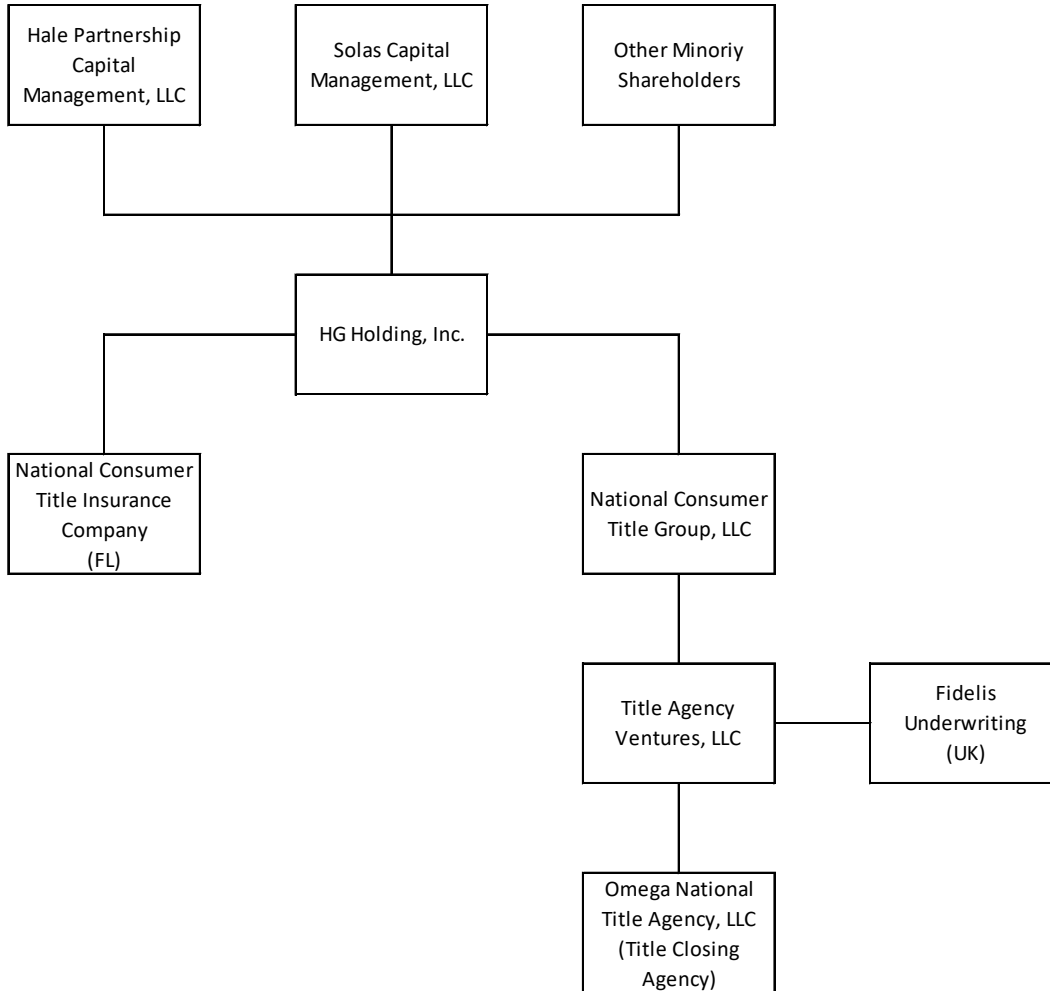 Hale Partnership
Capital
Management, LLC
Solas Capital
Management, LLC
Other Minoriy
Shareholders
HG Holding, Inc.
National Consumer
Title Insurance
Company
(FL)
National Consumer
Title Group, LLC
Title Agency
Ventures, LLC
Fidelis
Underwriting
(UK)
Omega National
Title Agency, LLC
(Title Closing
Agency)